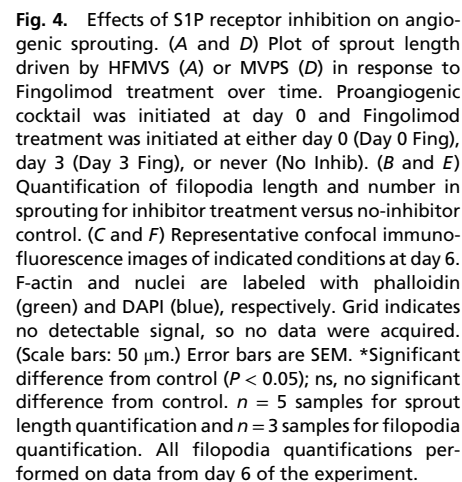 Fig. 4. Effects of S1P receptor inhibition on angio-
genic sprouting. (A and D) Plot of sprout length
driven by HFMVS (A) or MVPS (D) in response to
Fingolimod treatment over time. Proangiogenic
cocktail was initiated at day 0 and Fingolimod
treatment was initiated at either day 0 (Day 0 Fing),
day 3 (Day 3 Fing), or never (No Inhib). (B and E)
Quantification of filopodia length and number in
sprouting for inhibitor treatment versus no-inhibitor
control. (C and F) Representative confocal immuno-
fluorescence images of indicated conditions at day 6.
F-actin and nuclei are labeled with phalloidin
(green) and DAPI (blue), respectively. Grid indicates
no detectable signal, so no data were acquired.
(Scale bars: 50 μm.) Error bars are SEM. *Significant
difference from control (P < 0.05); ns, no significant
difference from control. n = 5 samples for sprout
length quantification and n = 3 samples for filopodia
quantification. All filopodia quantifications per-
formed on data from day 6 of the experiment.